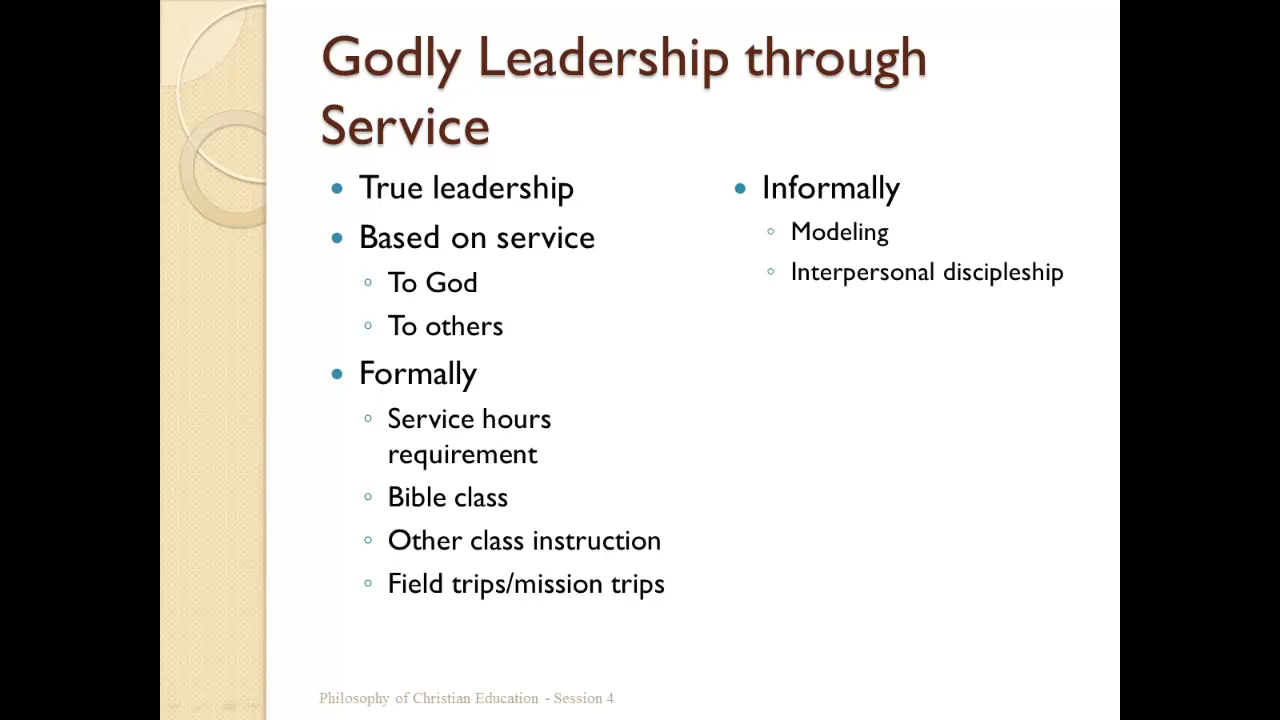 Godly Leadership through
Service
• True leadership
• Based on service
◦ To God
◦ To others
• Formally
◦ Service hours
requirement
◦ Bible class
◦ Other class instruction
◦ Field trips/mission trips
• Informally
◦ Modeling
◦ Interpersonal discipleship
Philosophy of Christian Education - Session 4